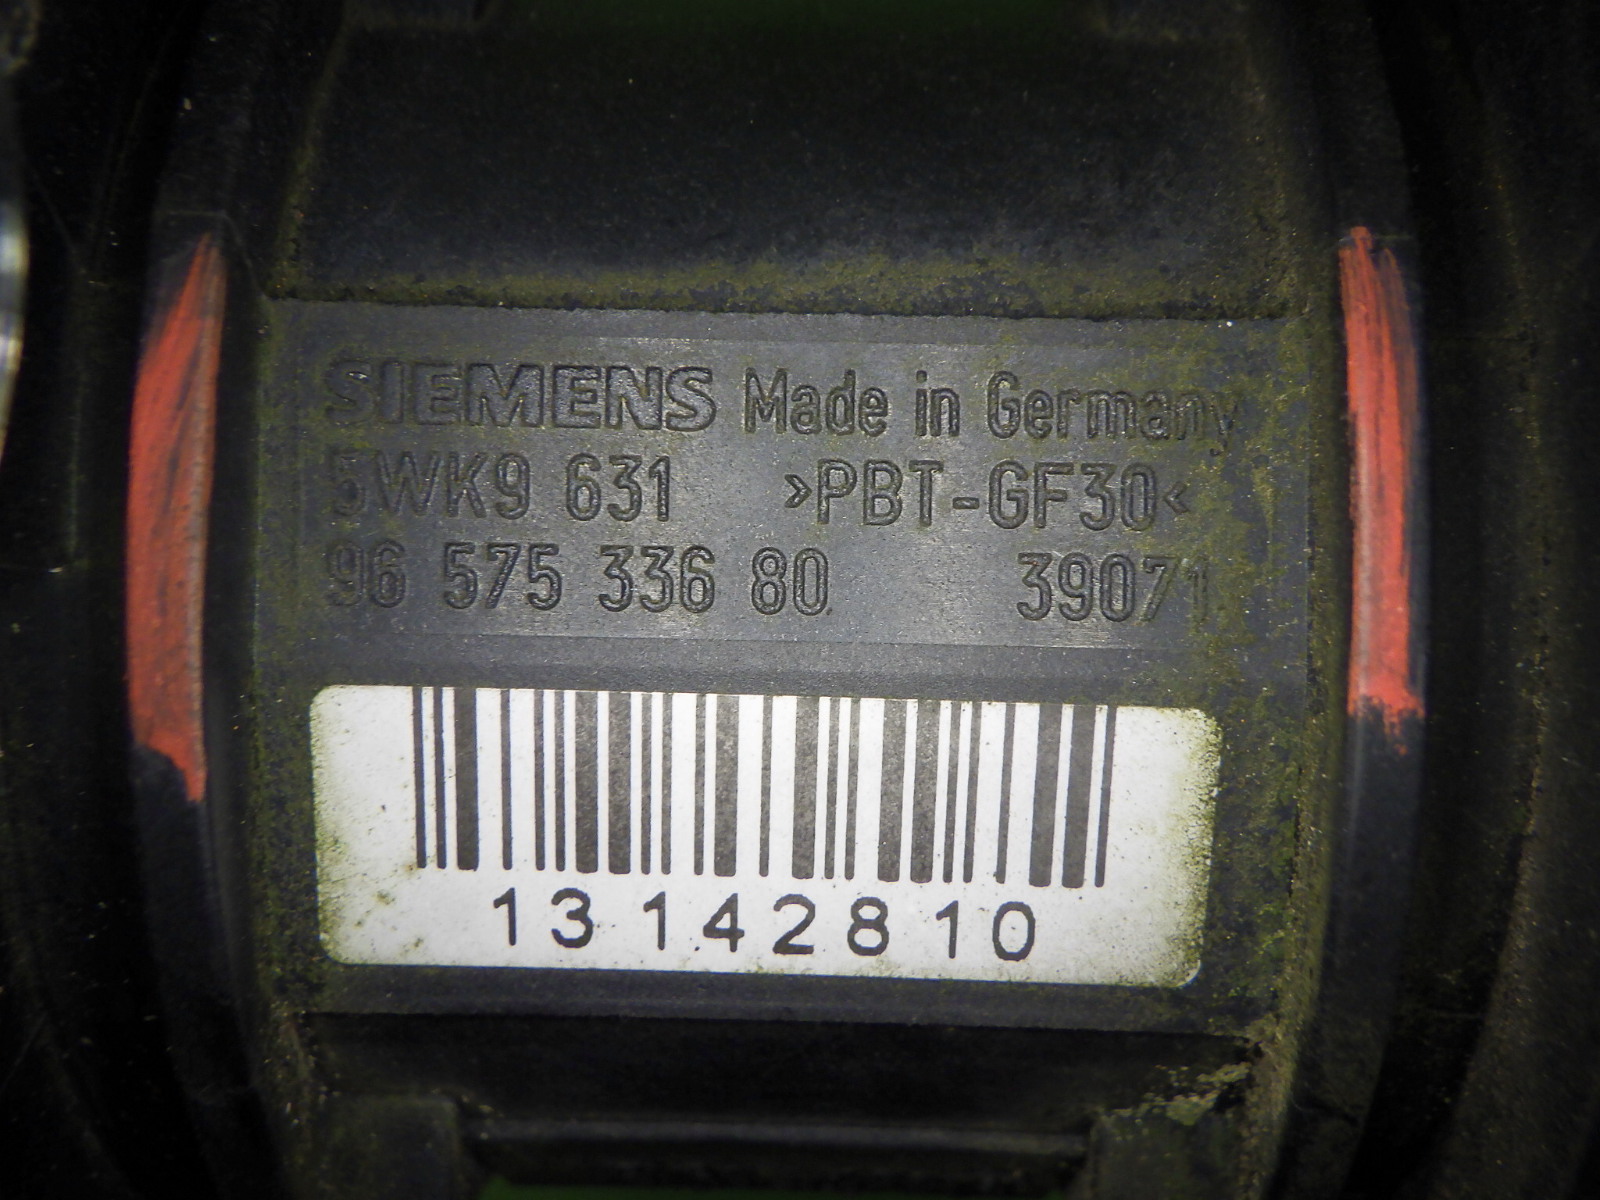 SIEMENS Made in Germany
5WK9 631 >PBT-GF30<
96 575 336 80 39071
13 142810